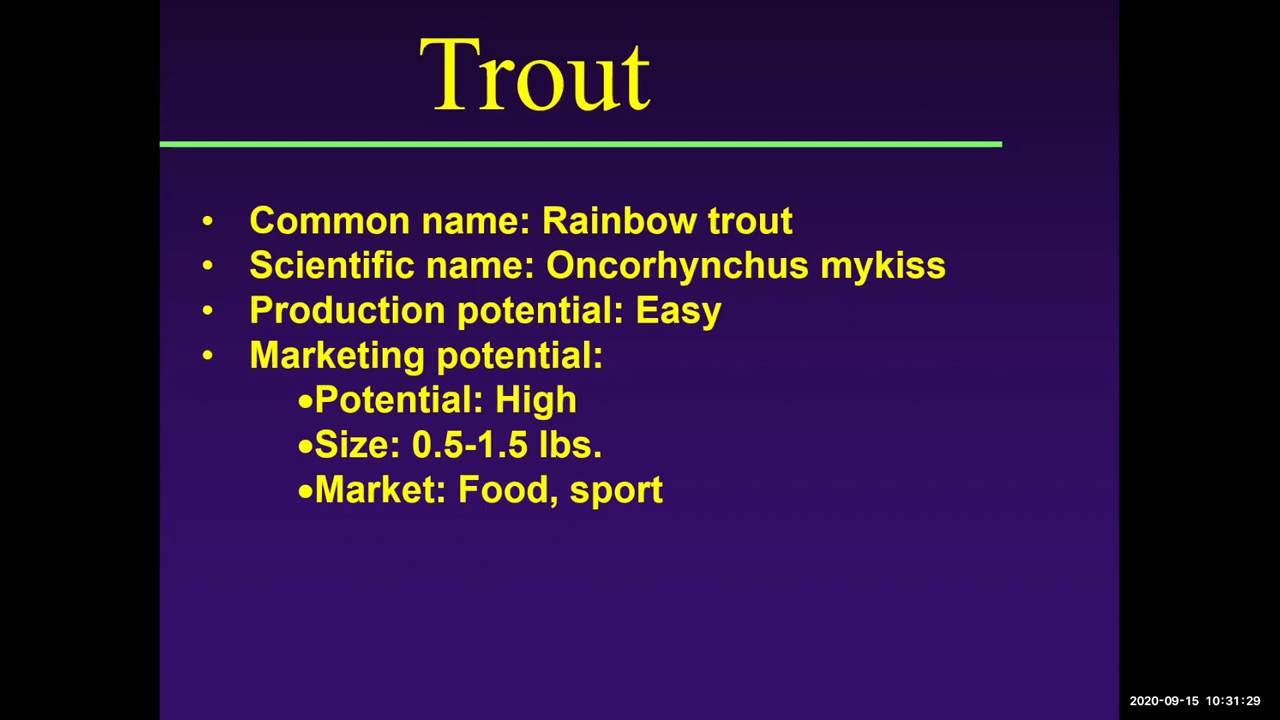 Trout
• Common name: Rainbow trout
• Scientific name: Oncorhynchus mykiss
• Production potential: Easy
• Marketing potential:
•Potential: High
•Size: 0.5-1.5 lbs.
•Market: Food, sport
2020-09-15 10:31:29